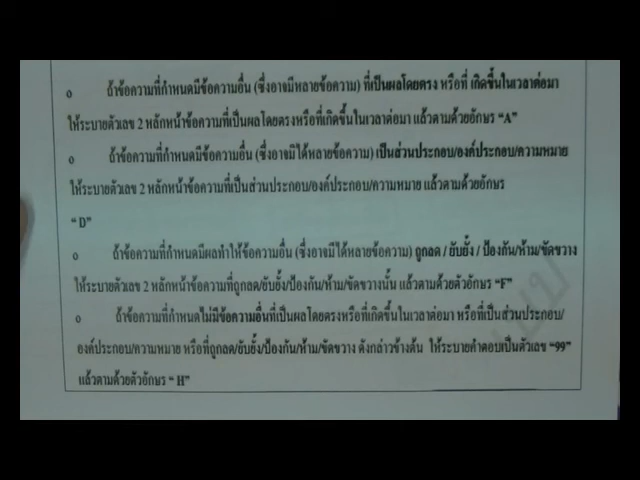 o ถ้าข้อความที่กำหนดมีข้อความอื่น (ซึ่งอาจมีหลายข้อความ) ที่เป็นผลโดยตรง หรือที่ เกิดขึ้นในเวลาต่อมา
ให้ระบายตัวเลข 2 หลักหน้าข้อความที่เป็นผลโดยตรงหรือที่เกิดขึ้นในเวลาต่อมา แล้วตามด้วยอักษร “A”
o ถ้าข้อความที่กำหนดมีข้อความอื่น (ซึ่งอาจมีได้หลายข้อความ) เป็นส่วนประกอบ/องค์ประกอบ/ความหมาย
ให้ระบายตัวเลข 2 หลักหน้าข้อความที่เป็นส่วนประกอบ/องค์ประกอบ/ความหมาย แล้วตามด้วยอักษร
“ D”
o ถ้าข้อความที่กำหนดมีผลทำให้ข้อความอื่น (ซึ่งอาจมีได้หลายข้อความ) ถูกลด / ยับยั้ง / ป้องกัน/ห้าม/ขัดขวาง
ให้ระบายตัวเลข 2 หลักหน้าข้อความที่ถูกลด/ยับยั้ง/ป้องกัน/ห้าม/ขัดขวางนั้น แล้วตามด้วยตัวอักษร “F”
o ถ้าข้อความที่กำหนดไม่มีข้อความอื่นที่เป็นผลโดยตรงหรือที่เกิดขึ้นในเวลาต่อมา หรือที่เป็นส่วนประกอบ/
องค์ประกอบ/ความหมาย หรือที่ถูกลด/ยับยั้ง/ป้องกัน/ห้าม/ขัดขวาง ดังกล่าวข้างต้น ให้ระบายคำตอบเป็นตัวเลข “99”
แล้วตามด้วยตัวอักษร “ H”